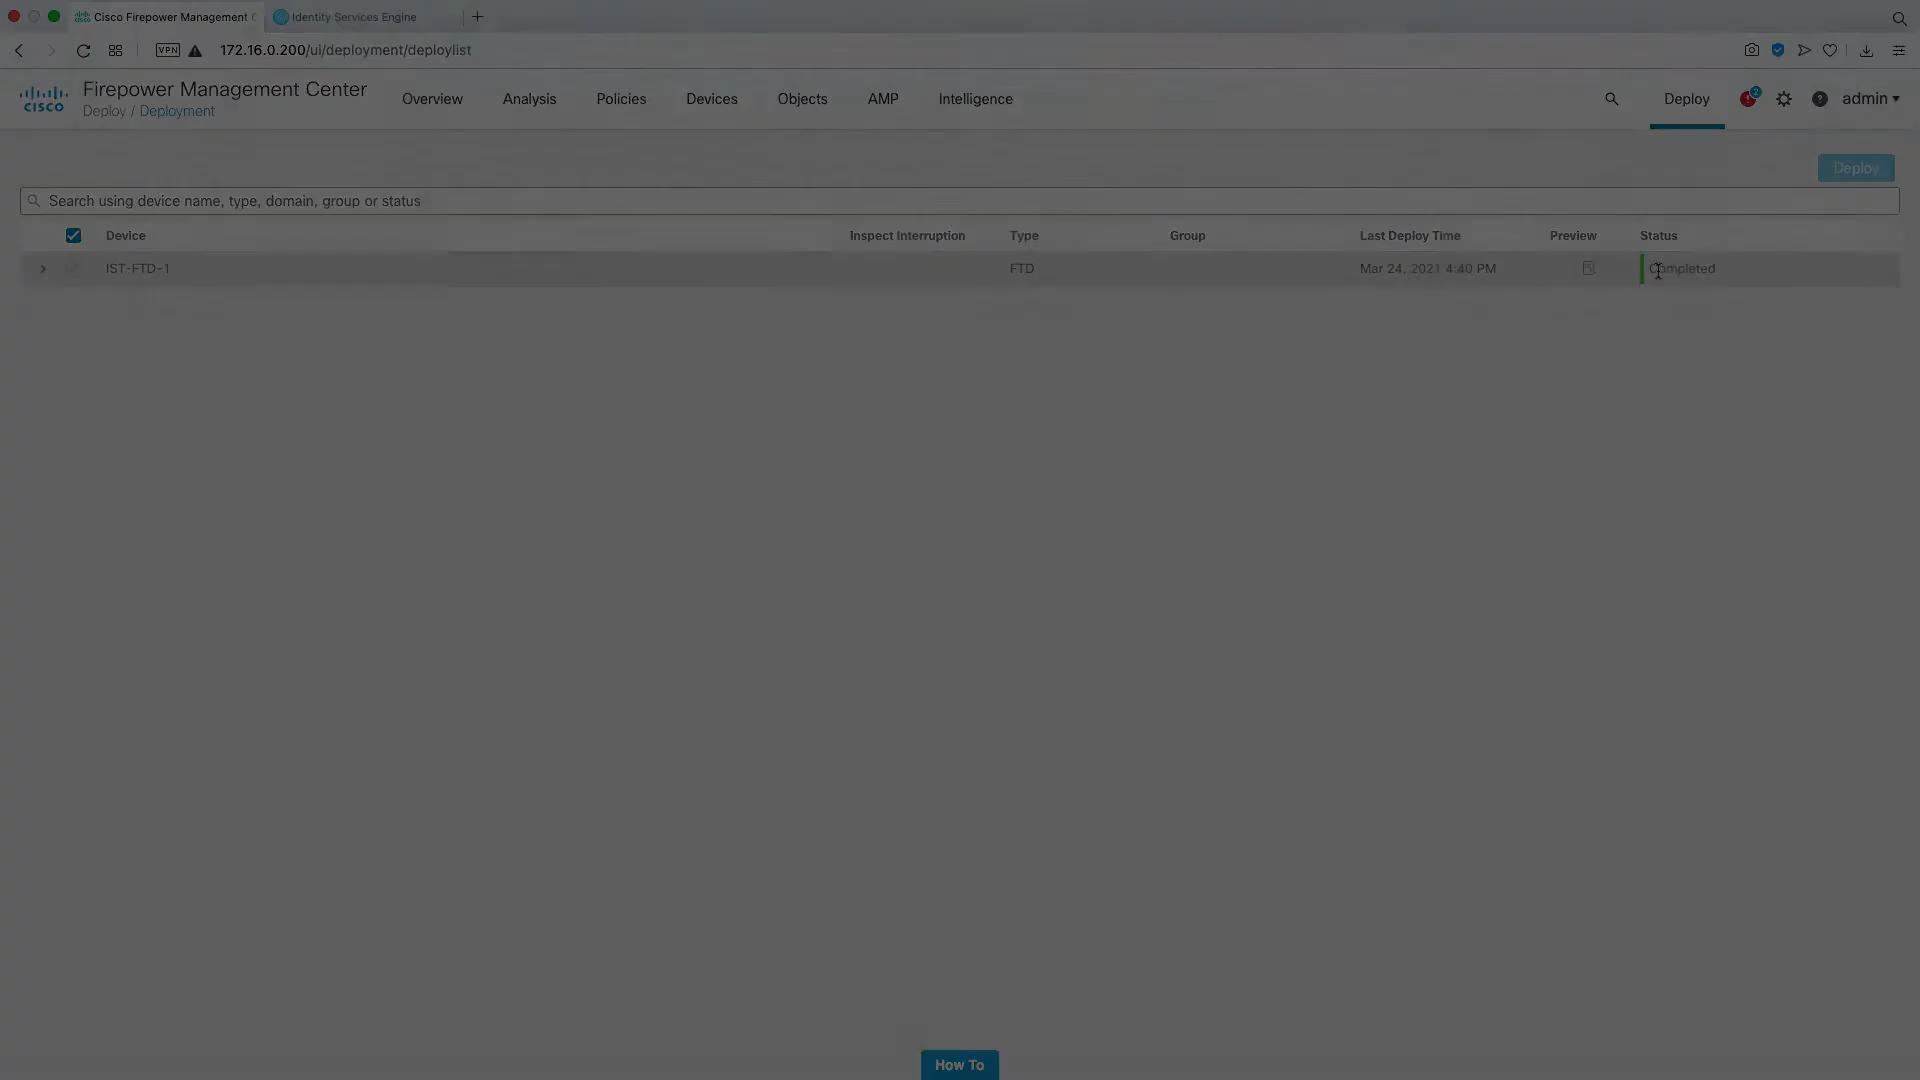 Cisco Firepower Management C
Identity Services Engine
VPN
172.16.0.200/ui/deployment/deploylist
CISCO
Firepower Management Center
Deploy / Deployment
Overview
Analysis
Policies
Devices
Objects
AMP
Intelligence
Deploy
2
admin
Deploy
Search using device name, type, domain, group or status
Device
Inspect Interruption
Type
Group
Last Deploy Time
Preview
Status
IST-FTD-1
FTD
Mar 24, 2021 4:40 PM
Completed
How To